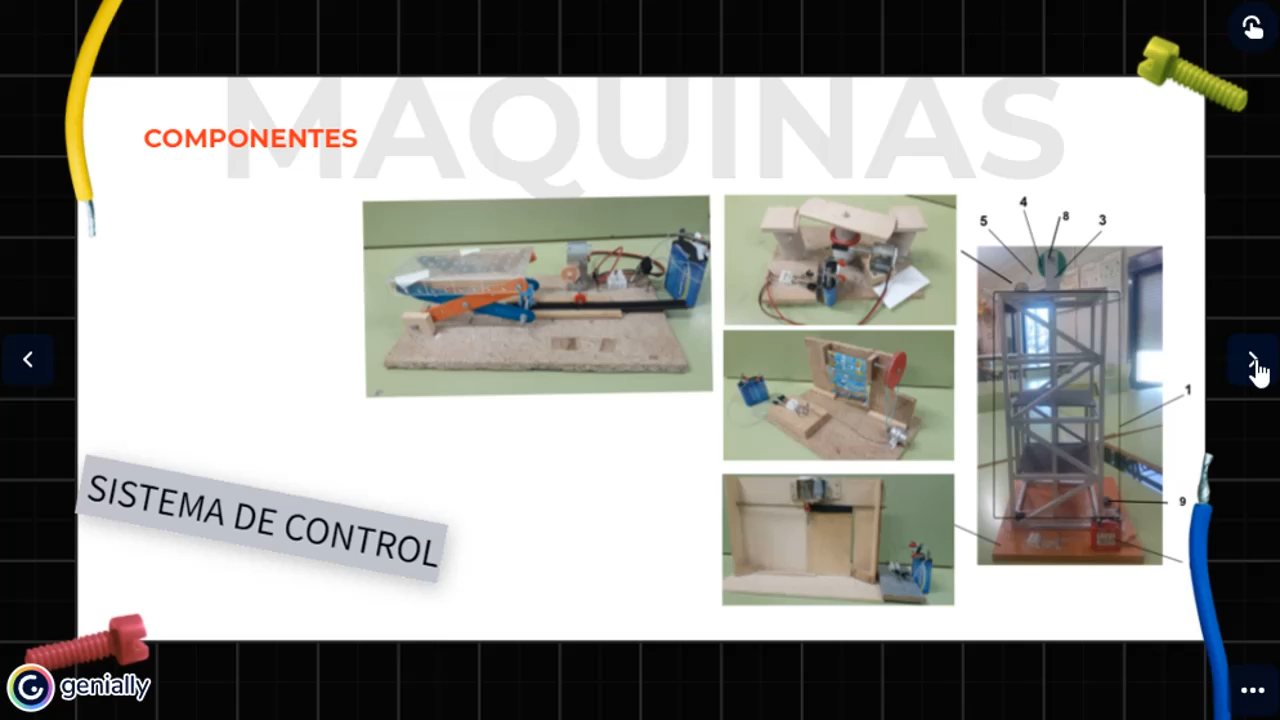 MAQUINAS
COMPONENTES
4
5
8
3
1
9
SISTEMA DE CONTROL
genially